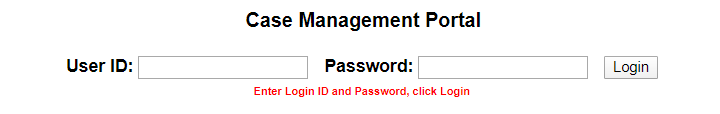 Case Management Portal
User ID: Password: Login
Enter Login ID and Password, click Login